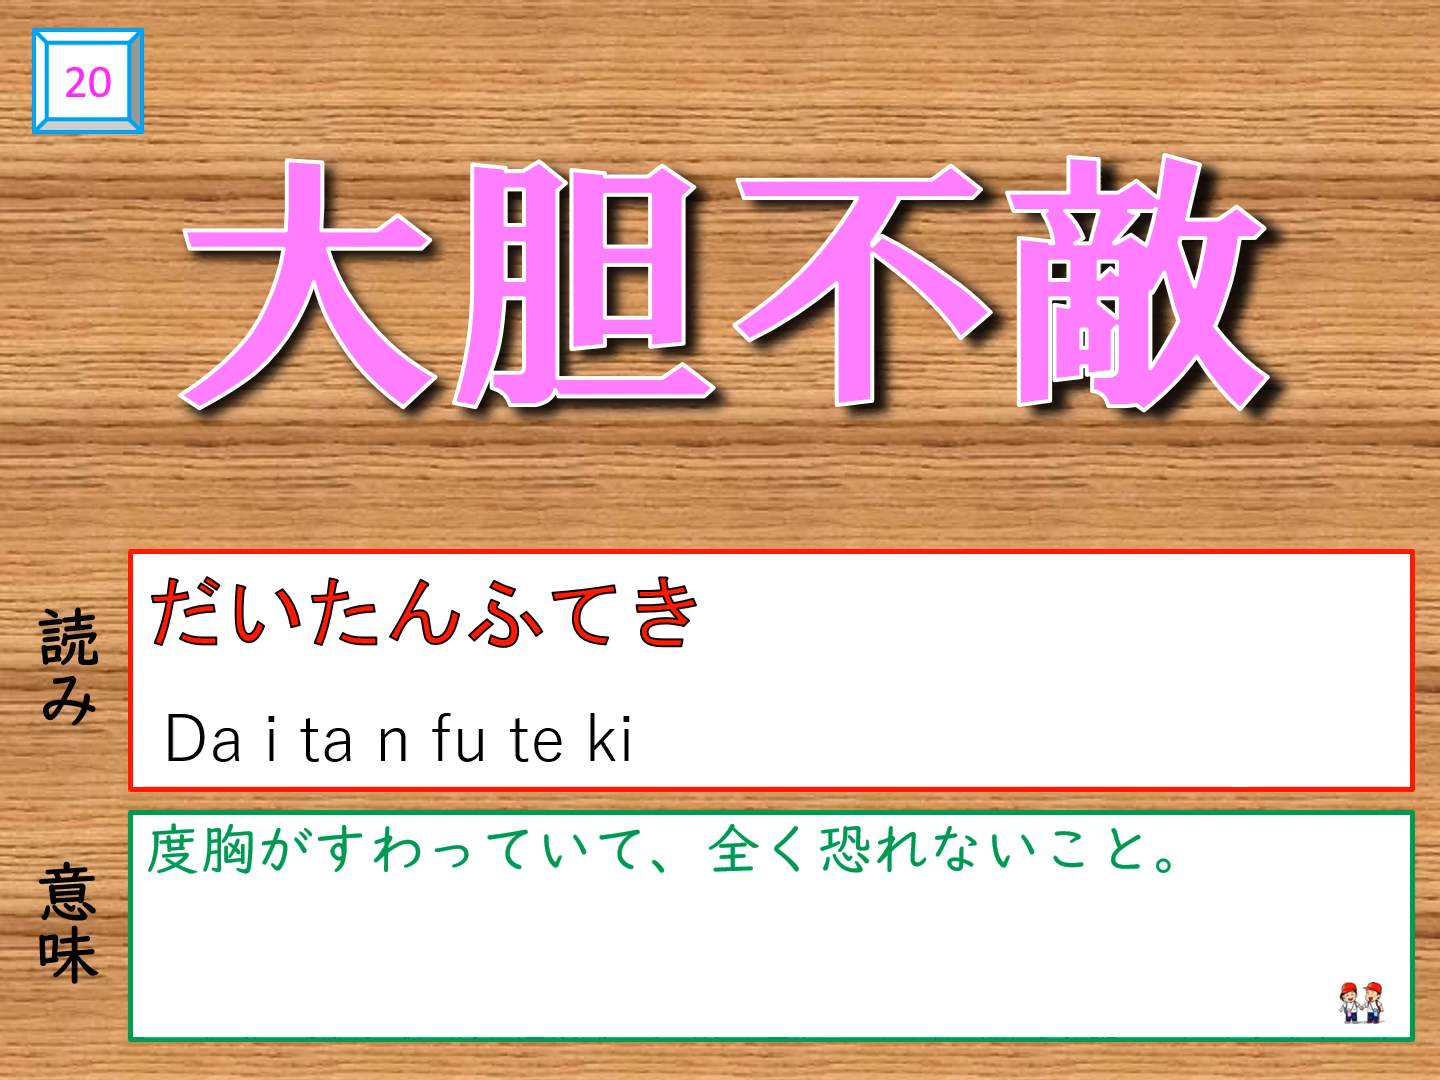 20
大胆不敵
読み
だいたんふてき
Da i ta n fu te ki
意味
度胸がすわっていて、全く恐れないこと。